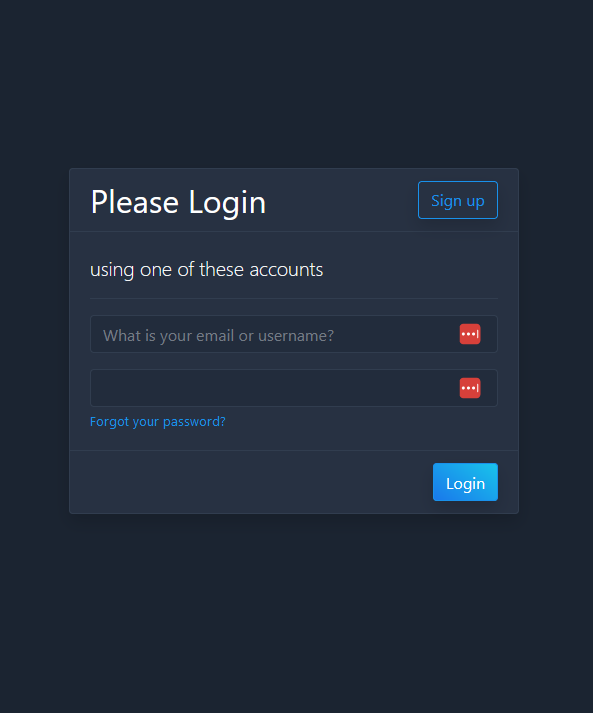 Please Login
Sign up
using one of these accounts
What is your email or username?
Forgot your password?
Login